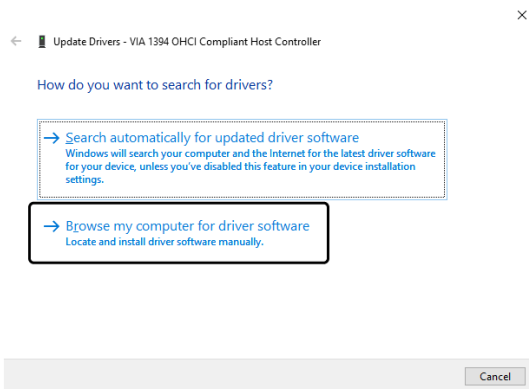 Update Drivers - VIA 1394 OHCI Compliant Host Controller
How do you want to search for drivers?
Search automatically for updated driver software
Windows will search your computer and the Internet for the latest driver software
for your device, unless you've disabled this feature in your device installation
settings.
Browse my computer for driver software
Locate and install driver software manually.
Cancel